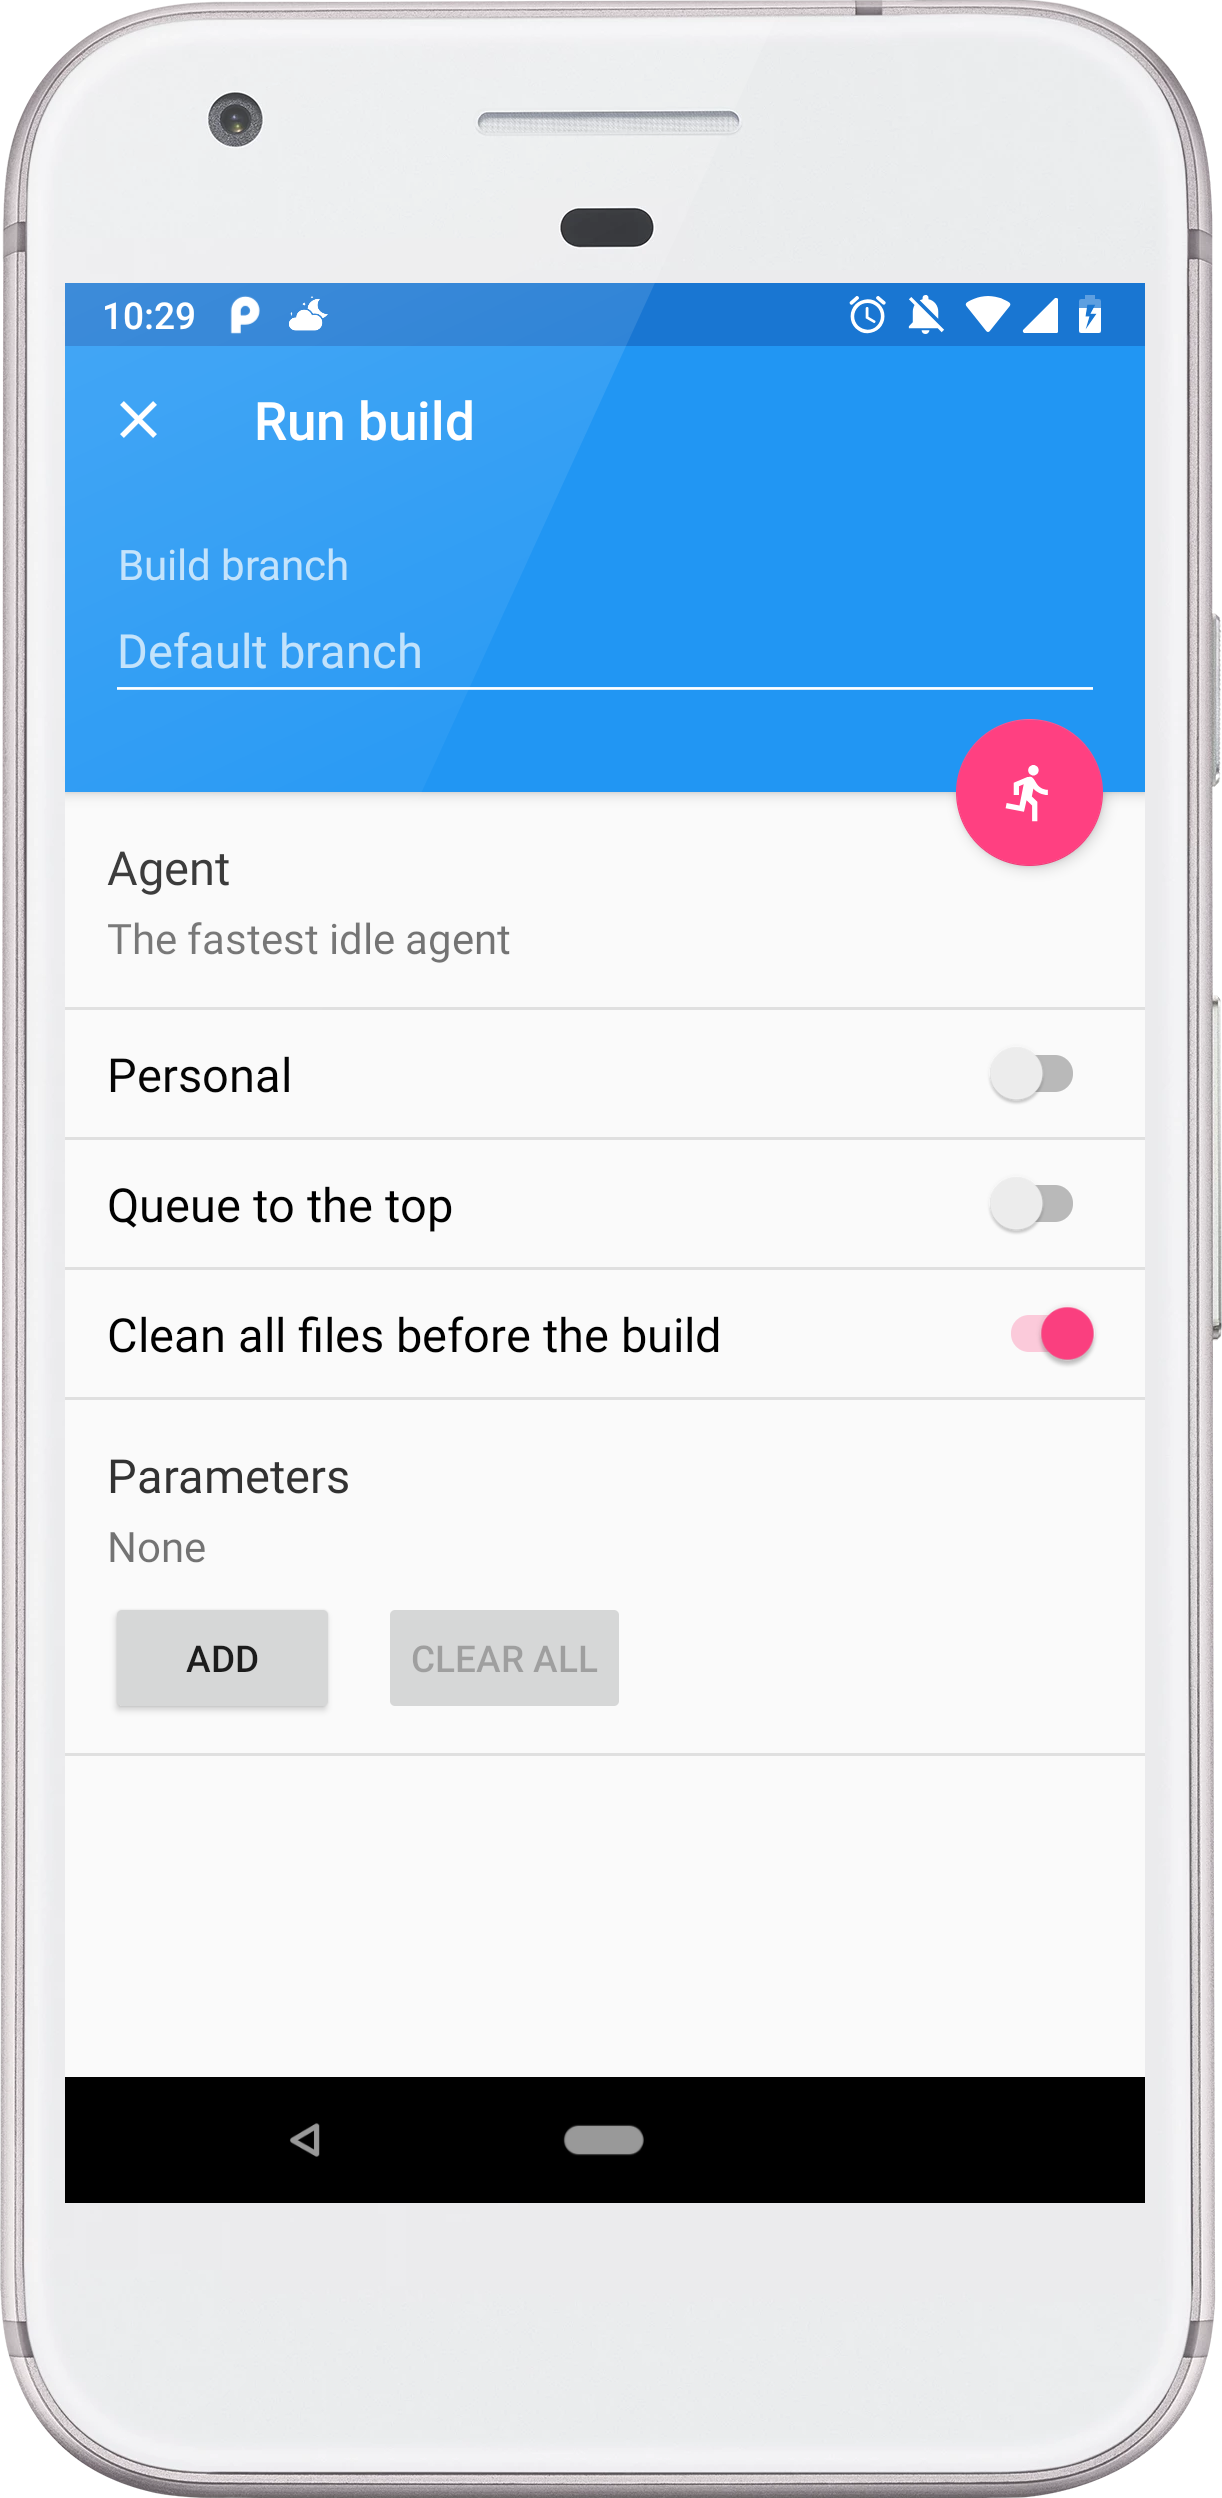 10:29
Run build
Build branch
Default branch
Agent
The fastest idle agent
Personal
Queue to the top
Clean all files before the build
Parameters
None
ADD
CLEAR ALL